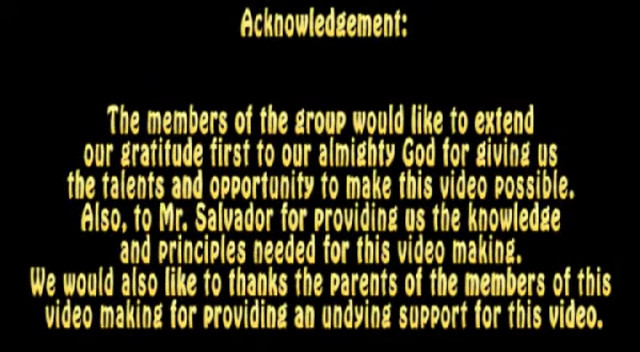 Acknowledgement:
The members of the group would like to extend
our gratitude first to our almighty God for giving us
the talents and opportunity to make this video possible.
Also, to Mr. Salvador for providing us the knowledge
and principles needed for this video making.
We would also like to thanks the parents of the members of this
video making for providing an undying support for this video.